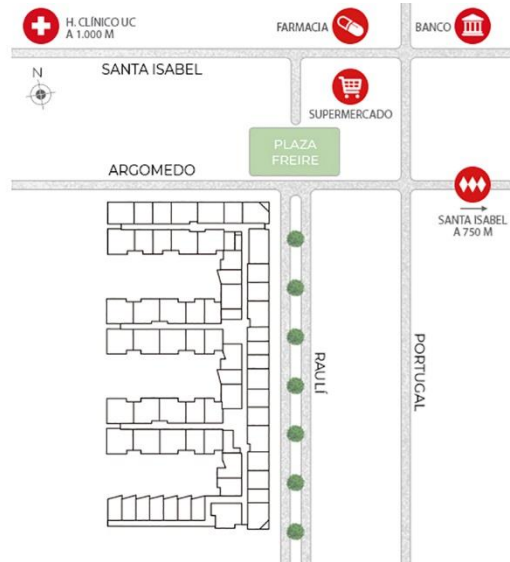 H. CLÍNICO UC
A 1.000 M
FARMACIA
BANCO
N
SANTA ISABEL
SUPERMERCADO
PLAZA
FREIRE
ARGOMEDO
SANTA ISABEL
A 750 M
RAULÍ
PORTUGAL